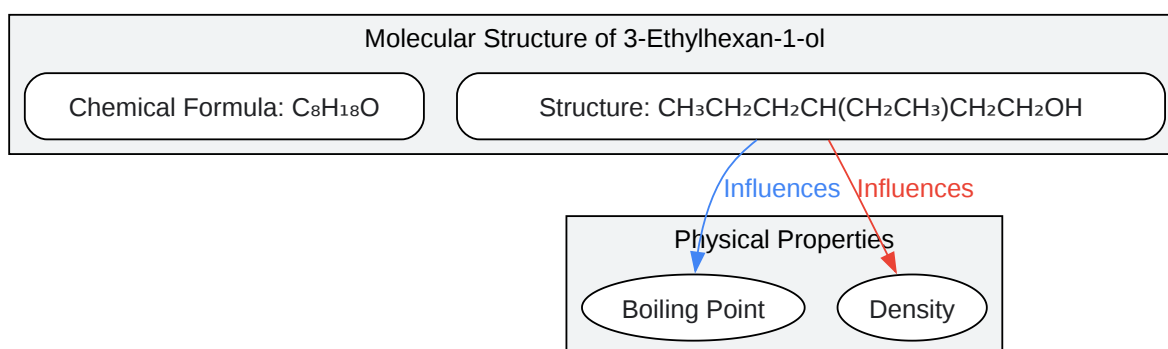 Molecular Structure of 3-Ethylhexan-1-ol
Chemical Formula: C₈H₁₈O
Structure: CH₃CH₂CH₂CH(CH₂CH₃)CH₂CH₂OH
Influences
Influences
Physical Properties
Boiling Point
Density